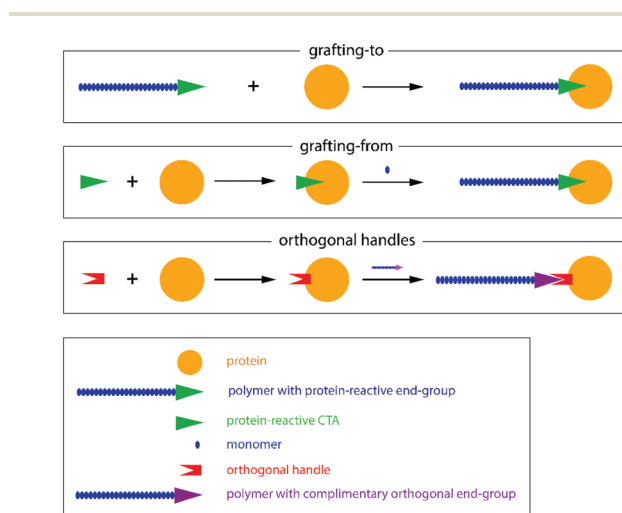 grafting-to
+
grafting-from
+
orthogonal handles
+
protein
polymer with protein-reactive end-group
protein-reactive CTA
monomer
orthogonal handle
polymer with complimentary orthogonal end-group